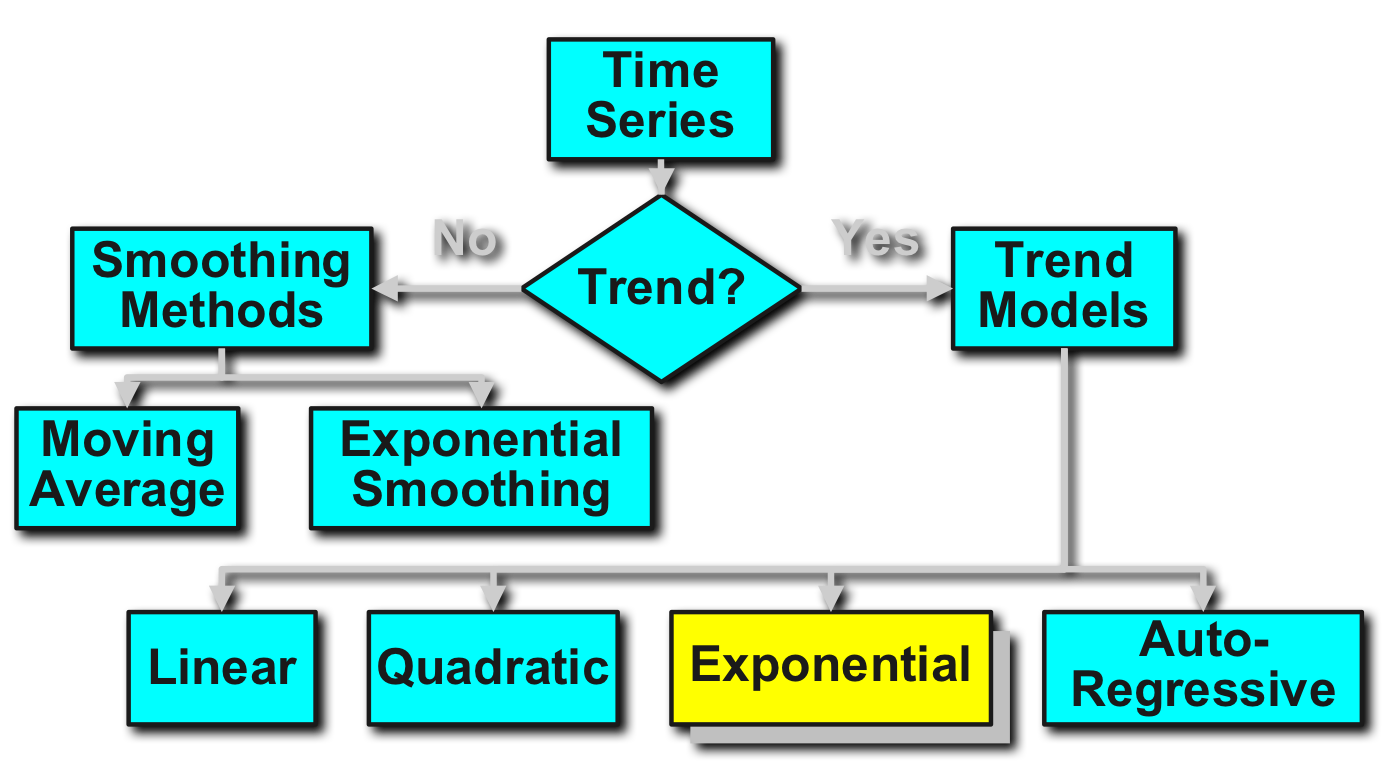 Time
Series
No
Yes
Smoothing
Methods
Trend?
Trend
Models
Moving
Average
Exponential
Smoothing
Linear
Quadratic
Exponential
Auto-
Regressive